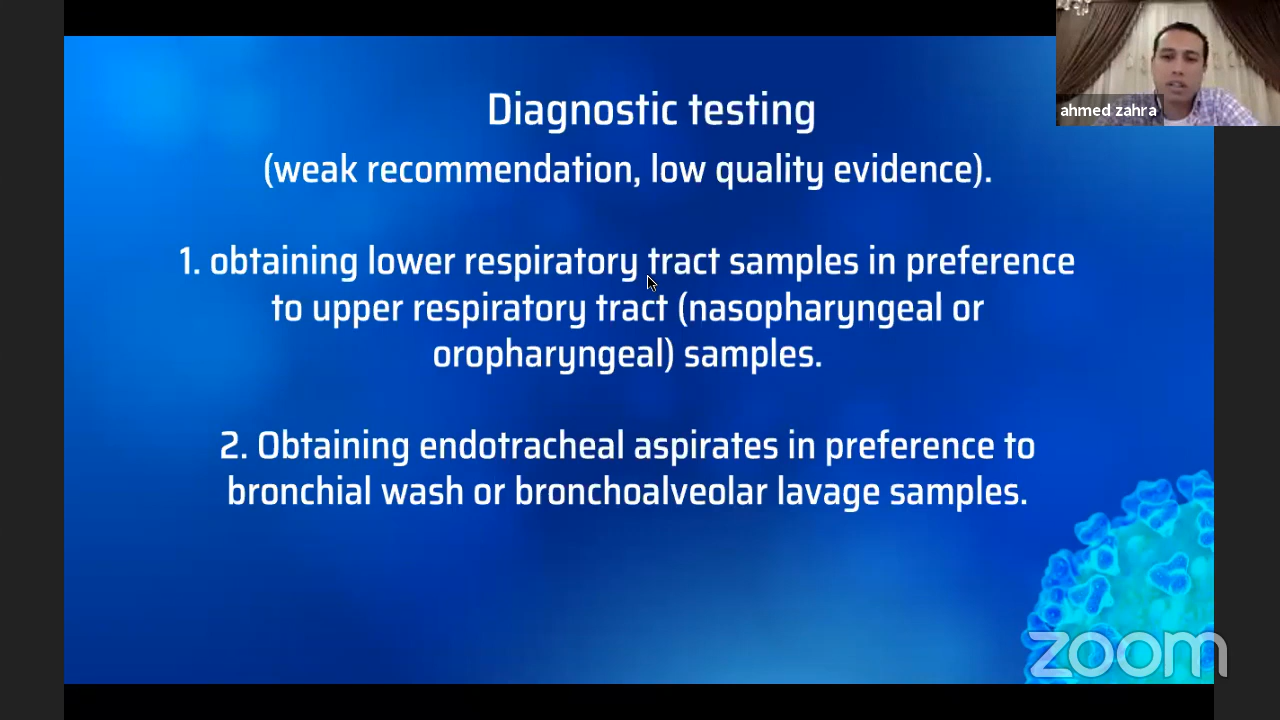 ahmed zahra
Diagnostic testing
(weak recommendation, low quality evidence).
1. obtaining lower respiratory tract samples in preference
to upper respiratory tract (nasopharyngeal or
oropharyngeal) samples.
2. Obtaining endotracheal aspirates in preference to
bronchial wash or bronchoalveolar lavage samples.
zoom